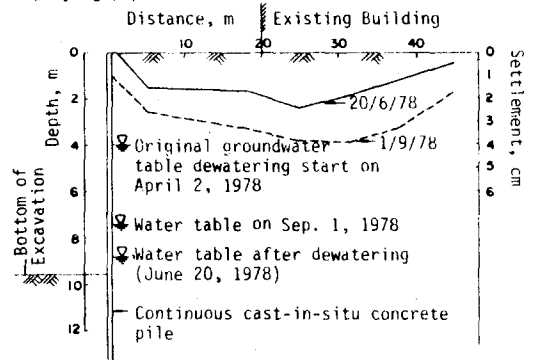 Distance, m
Existing Building
10 20 30 40
Depth, m
0
2
4
6
8
10
12
Settlement, cm
0
1
2
3
4
5
6
20/6/78
1/9/78
Original groundwater
table dewatering start on
April 2, 1978
Water table on Sep. 1, 1978
Water table after dewatering
(June 20, 1978)
Bottom of
Excavation
Continuous cast-in-situ concrete
pile